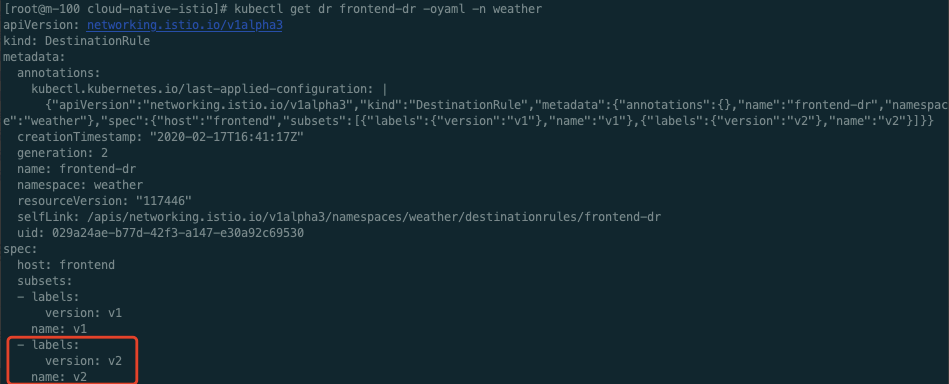 [root@m-100 cloud-native-istio]# kubectl get dr frontend-dr -oyaml -n weather
apiVersion: networking.istio.io/v1alpha3
kind: DestinationRule
metadata:
  annotations:
    kubectl.kubernetes.io/last-applied-configuration: |
      {"apiVersion":"networking.istio.io/v1alpha3","kind":"DestinationRule","metadata":{"annotations":{},"name":"frontend-dr","namespac
e":"weather"},"spec":{"host":"frontend","subsets":[{"labels":{"version":"v1"},"name":"v1"},{"labels":{"version":"v2"},"name":"v2"}]}}
  creationTimestamp: "2020-02-17T16:41:17Z"
  generation: 2
  name: frontend-dr
  namespace: weather
  resourceVersion: "117446"
  selfLink: /apis/networking.istio.io/v1alpha3/namespaces/weather/destinationrules/frontend-dr
  uid: 029a24ae-b77d-42f3-a147-e30a92c69530
spec:
  host: frontend
  subsets:
  - labels:
      version: v1
    name: v1
  - labels:
      version: v2
    name: v2